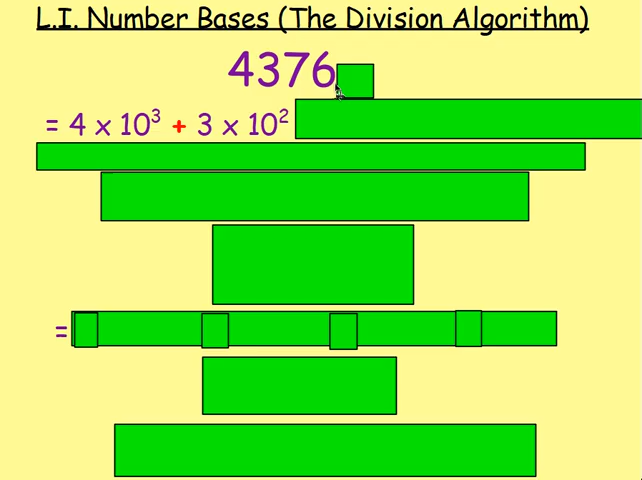 L.I. Number Bases (The Division Algorithm)
4376
= 4 x 10³ + 3 x 10²
=